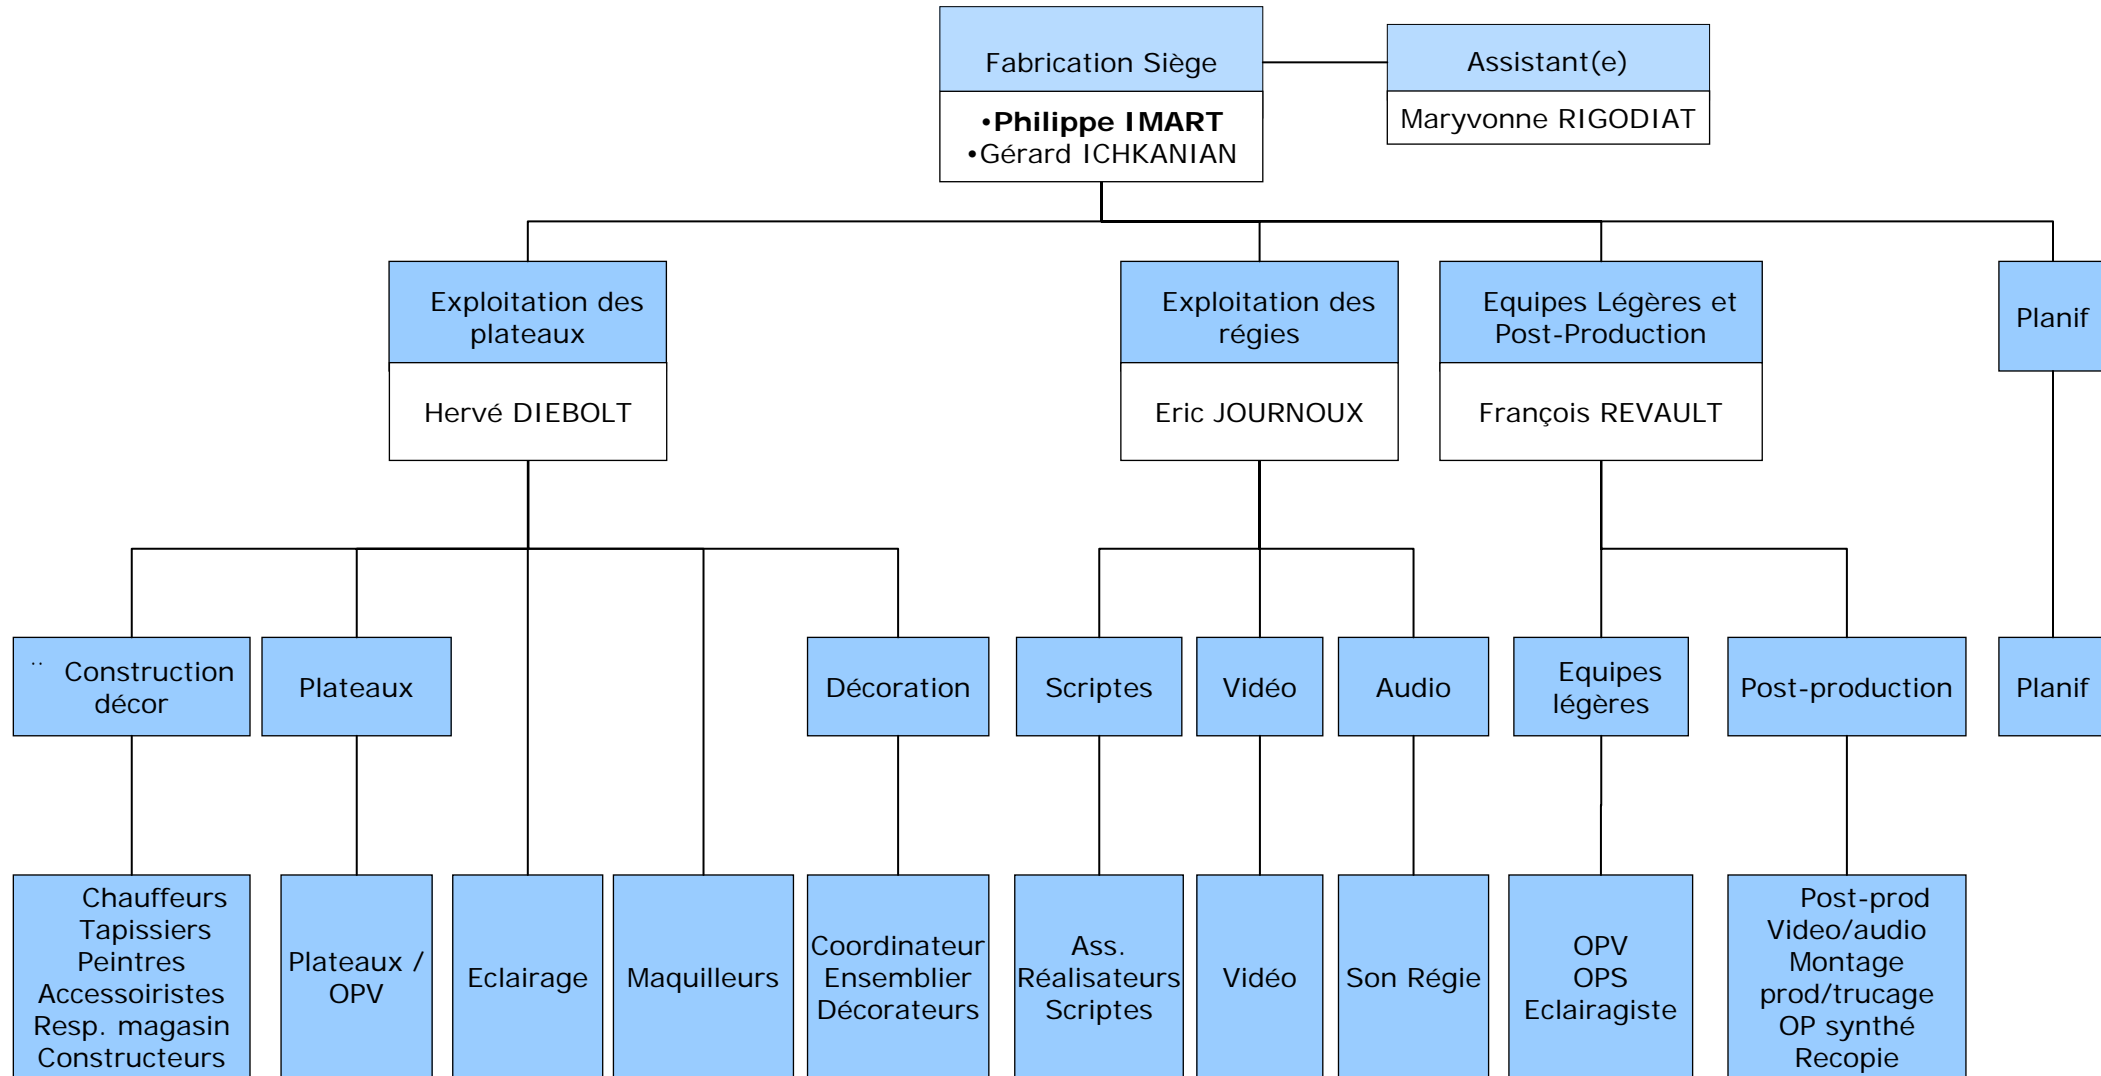 Fabrication Siège
•Philippe IMART
•Gérard ICHKANIAN
Assistant(e)
Maryvonne RIGODIAT
Exploitation des
plateaux
Hervé DIEBOLT
Exploitation des
régies
Eric JOURNOUX
Equipes Légères et
Post-Production
François REVAULT
Planif
¨ Construction
décor
Plateaux
Décoration
Scriptes
Vidéo
Audio
Equipes
légères
Post-production
Planif
Chauffeurs
Tapissiers
Peintres
Accessoiristes
Resp. magasin
Constructeurs
Plateaux /
OPV
Eclairage
Maquilleurs
Coordinateur
Ensemblier
Décorateurs
Ass.
Réalisateurs
Scriptes
Vidéo
Son Régie
OPV
OPS
Eclairagiste
Post-prod
Video/audio
Montage
prod/trucage
OP synthé
Recopie